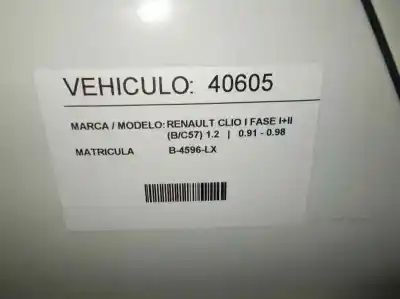 VEHICULO: 40605
MARCA / MODELO: RENAULT CLIO I FASE I+II
(B/C57) 1.2 | 0.91 - 0.98
MATRICULA B-4596-LX